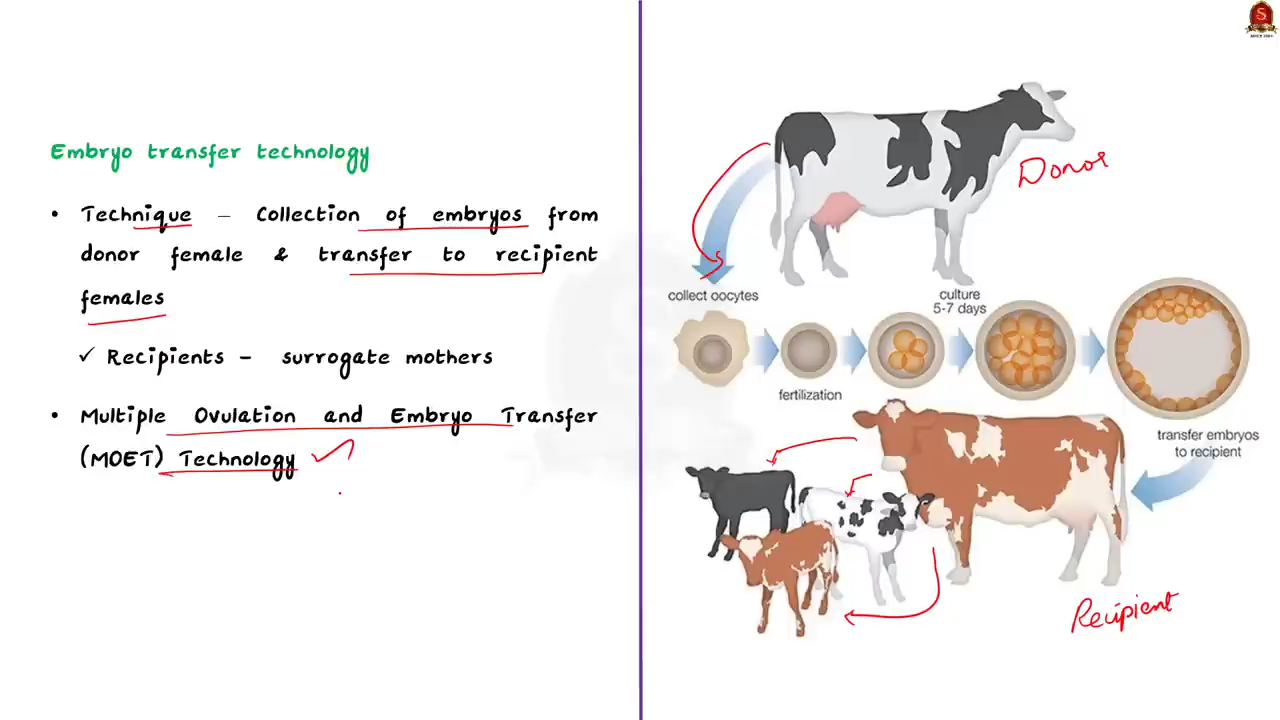 Embryo transfer technology
• Technique – Collection of embryos from
donor female & transfer to recipient
females
✓ Recipients – surrogate mothers
• Multiple Ovulation and Embryo Transfer
(MOET) Technology
Donor
collect oocytes
culture
5-7 days
fertilization
transfer embryos
to recipient
Recipient